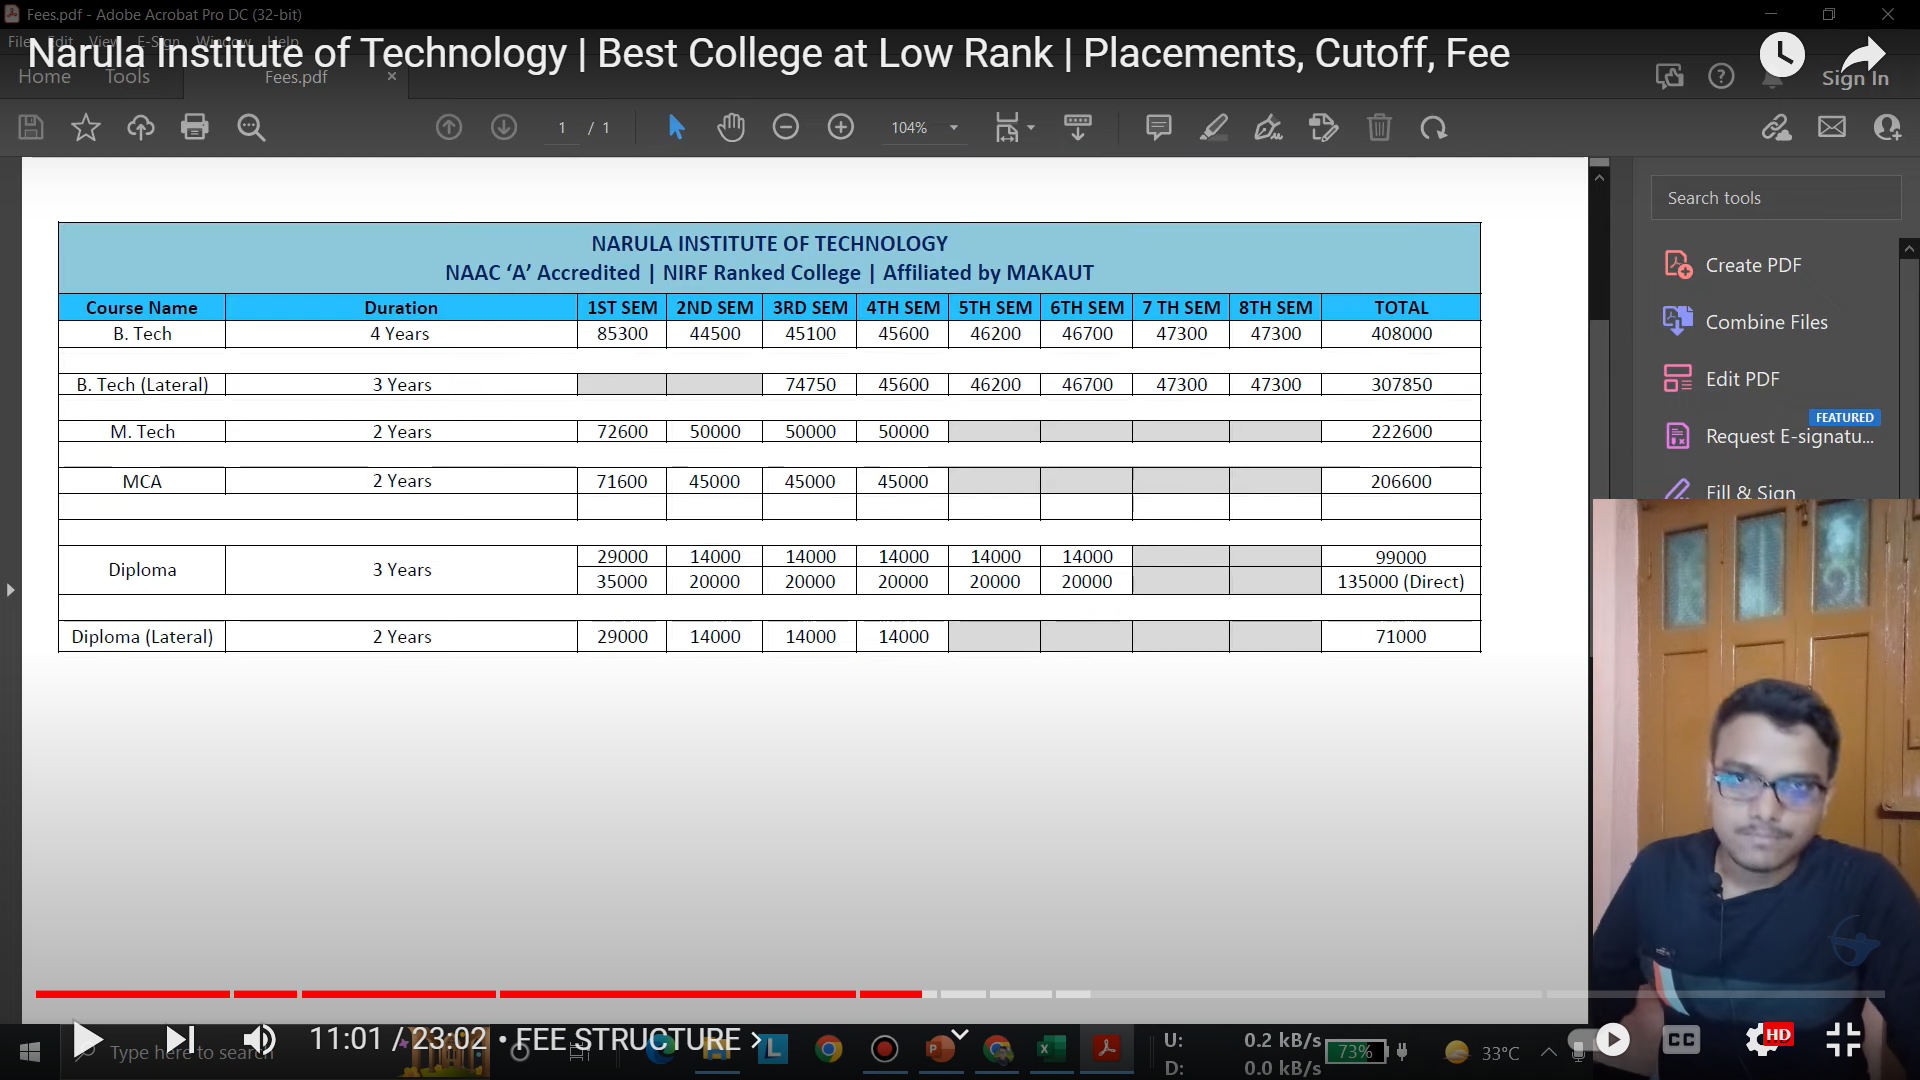 Fees.pdf - Adobe Acrobat Pro DC (32-bit)
File Edit View E-Sign Window Help
Narula Institute of Technology | Best College at Low Rank | Placements, Cutoff, Fee
Home Tools Fees.pdf × Sign In
1 / 1 104%
Search tools
NARULA INSTITUTE OF TECHNOLOGY
NAAC ‘A’ Accredited | NIRF Ranked College | Affiliated by MAKAUT
Course Name Duration 1ST SEM 2ND SEM 3RD SEM 4TH SEM 5TH SEM 6TH SEM 7 TH SEM 8TH SEM TOTAL
B. Tech 4 Years 85300 44500 45100 45600 46200 46700 47300 47300 408000
B. Tech (Lateral) 3 Years 74750 45600 46200 46700 47300 47300 307850
M. Tech 2 Years 72600 50000 50000 50000 222600
MCA 2 Years 71600 45000 45000 45000 206600
Diploma 3 Years 29000 14000 14000 14000 14000 14000 99000
35000 20000 20000 20000 20000 20000 135000 (Direct)
Diploma (Lateral) 2 Years 29000 14000 14000 14000 71000
Create PDF
Combine Files
Edit PDF
FEATURED
Request E-signatu...
Fill & Sign
11:01 / 23:02 • FEE STRUCTURE >
Type here to search
U: 0.2 kB/s
D: 0.0 kB/s
73%
33°C
CC
HD